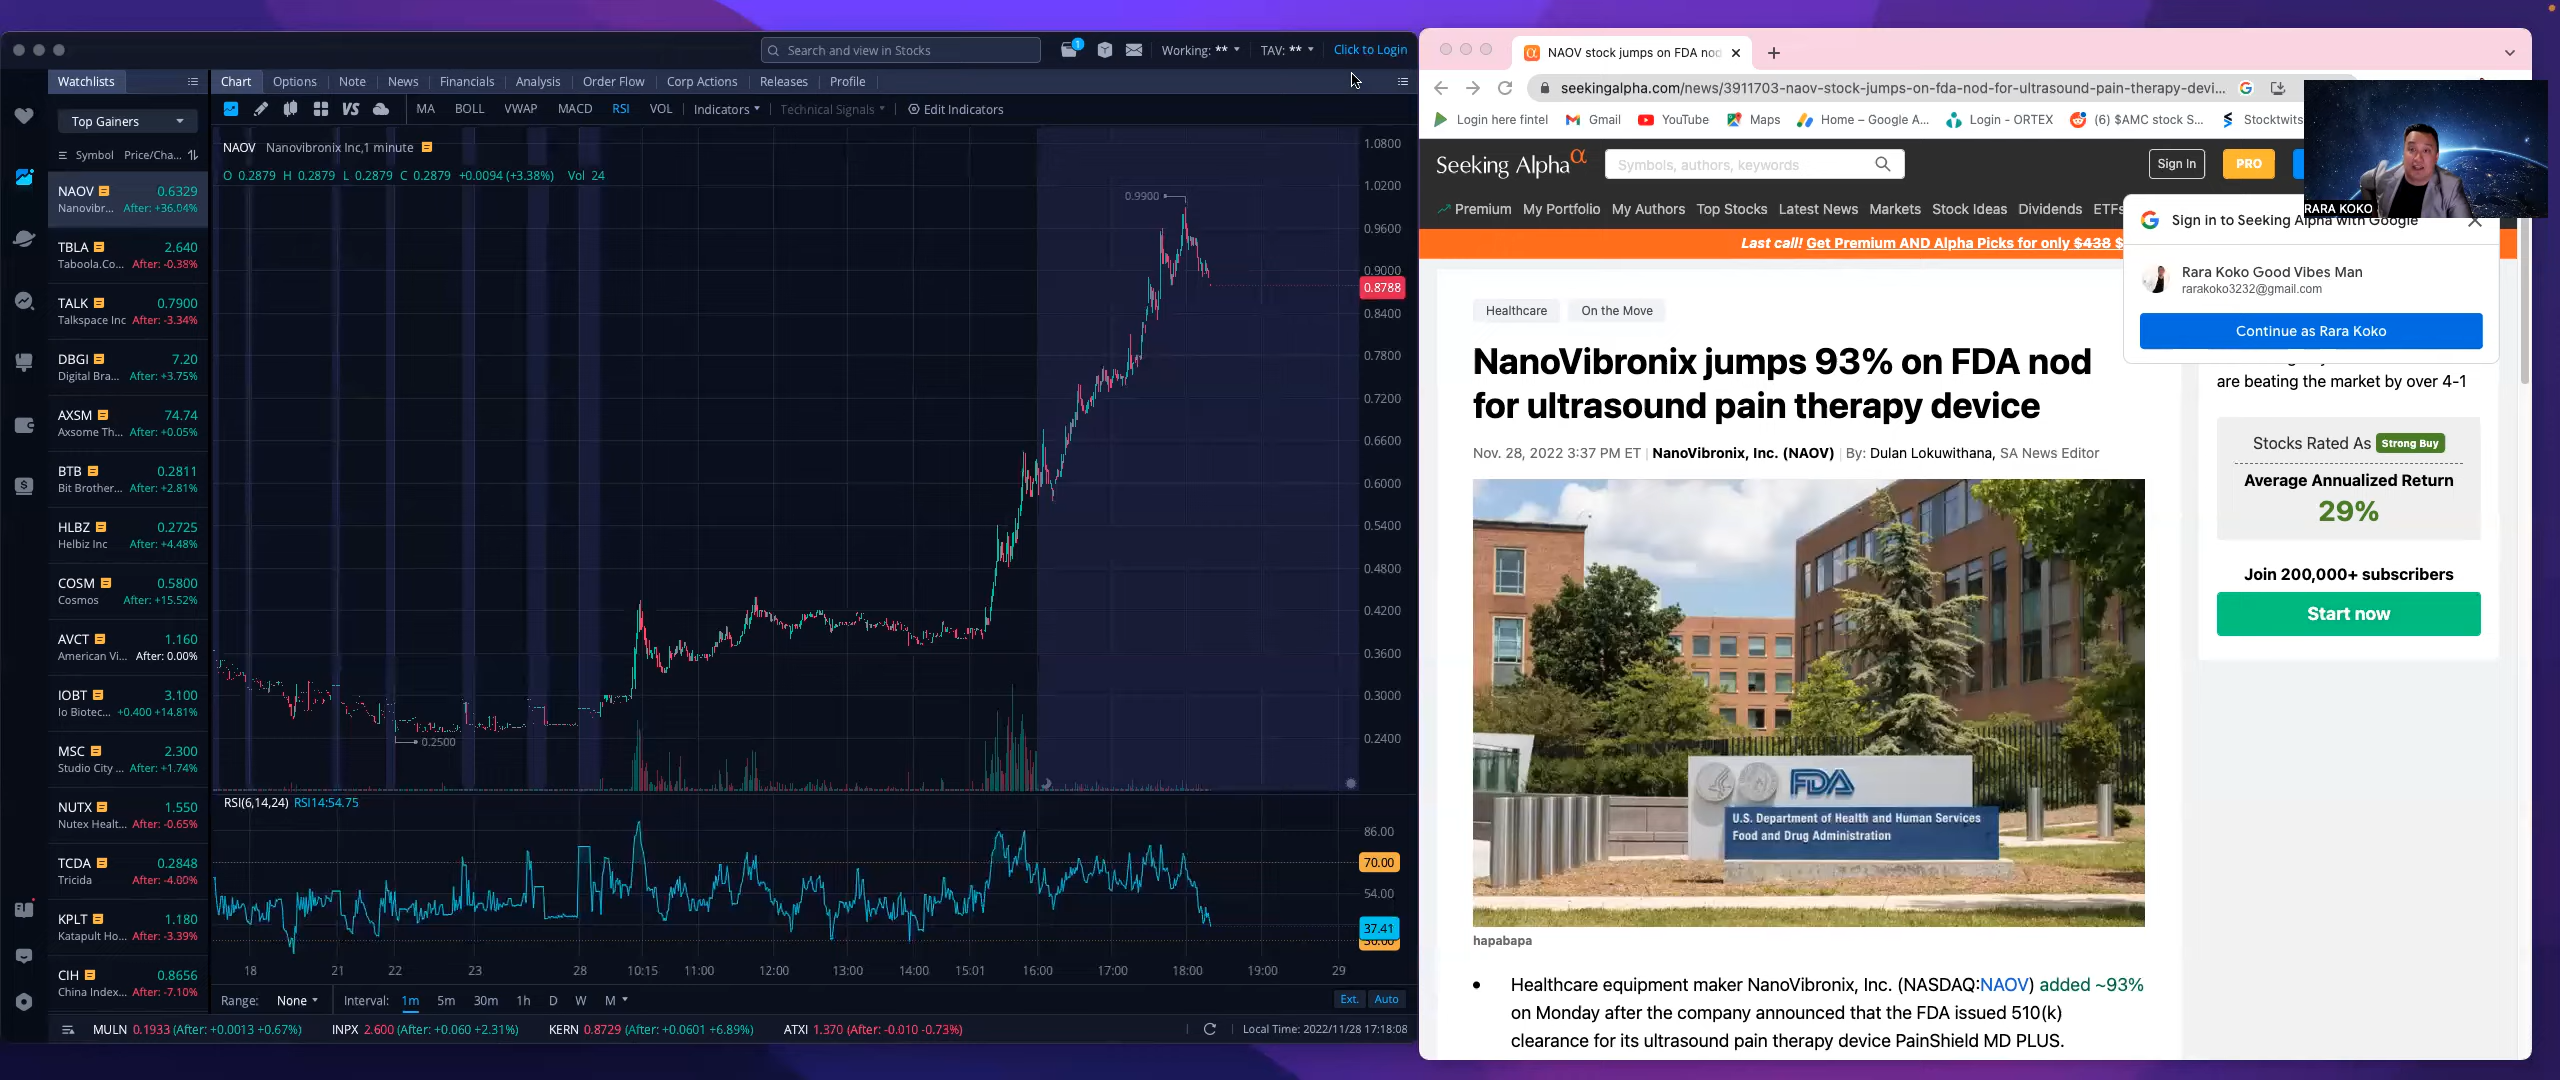 Search and view in Stocks
1
Working: **
TAV: **
Click to Login
Watchlists
Chart
Options
Note
News
Financials
Analysis
Order Flow
Corp Actions
Releases
Profile
Top Gainers
MA
BOLL
VWAP
MACD
RSI
VOL
Indicators
Technical Signals
Edit Indicators
Symbol Price/Cha...
NAOV 0.6329
Nanovibr... After: +36.04%
TBLA 2.640
Taboola.Co... After: -0.38%
TALK 0.7900
Talkspace Inc After: -3.34%
DBGI 7.20
Digital Bra... After: +3.75%
AXSM 74.74
Axsome Th... After: +0.05%
BTB 0.2811
Bit Brother... After: +2.81%
HLBZ 0.2725
Helbiz Inc After: +4.48%
COSM 0.5800
Cosmos After: +15.52%
AVCT 1.160
American Vi... After: 0.00%
IOBT 3.100
Io Biotec... +0.400 +14.81%
MSC 2.300
Studio City ... After: +1.74%
NUTX 1.550
Nutex Healt... After: -0.65%
TCDA 0.2848
Tricida After: -4.00%
KPLT 1.180
Katapult Ho... After: -3.39%
CIH 0.8656
China Index... After: -7.10%
NAOV Nanovibronix Inc,1 minute
O 0.2879 H 0.2879 L 0.2879 C 0.2879 +0.0094 (+3.38%) Vol 24
0.9900
0.2500
1.0800
1.0200
0.9600
0.9000
0.8788
0.8400
0.7800
0.7200
0.6600
0.6000
0.5400
0.4800
0.4200
0.3600
0.3000
0.2400
RSI(6,14,24) RSI14:54.75
86.00
70.00
54.00
37.41
30.00
18 21 22 23 28 10:15 11:00 12:00 13:00 14:00 15:01 16:00 17:00 18:00 19:00 29
Range: None Interval: 1m 5m 30m 1h D W M Ext. Auto
MULN 0.1933 (After: +0.0013 +0.67%) INPX 2.600 (After: +0.060 +2.31%) KERN 0.8729 (After: +0.0601 +6.89%) ATXI 1.370 (After: -0.010 -0.73%) Local Time: 2022/11/28 17:18:08
NAOV stock jumps on FDA nod
seekingalpha.com/news/3911703-naov-stock-jumps-on-fda-nod-for-ultrasound-pain-therapy-devi...
Login here fintel
Gmail
YouTube
Maps
Home – Google A...
Login - ORTEX
(6) $AMC stock S...
Stocktwits
Seeking Alpha α
Symbols, authors, keywords
Sign In
PRO
RARA KOKO
Premium My Portfolio My Authors Top Stocks Latest News Markets Stock Ideas Dividends ETFs
Sign in to Seeking Alpha with Google
Rara Koko Good Vibes Man
rarakoko3232@gmail.com
Continue as Rara Koko
Last call! Get Premium AND Alpha Picks for only $438 $
Healthcare
On the Move
NanoVibronix jumps 93% on FDA nod
for ultrasound pain therapy device
Nov. 28, 2022 3:37 PM ET | NanoVibronix, Inc. (NAOV) | By: Dulan Lokuwithana, SA News Editor
FDA
U.S. Department of Health and Human Services
Food and Drug Administration
hapabapa
• Healthcare equipment maker NanoVibronix, Inc. (NASDAQ:NAOV) added ~93%
on Monday after the company announced that the FDA issued 510(k)
clearance for its ultrasound pain therapy device PainShield MD PLUS.
are beating the market by over 4-1
Stocks Rated As Strong Buy
Average Annualized Return
29%
Join 200,000+ subscribers
Start now